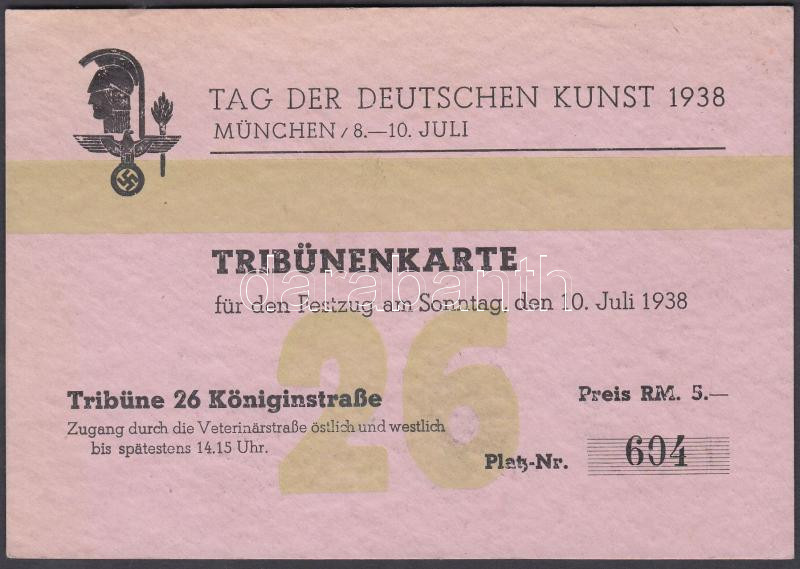 TAG DER DEUTSCHEN KUNST 1938
MÜNCHEN / 8.—10. JULI
TRIBÜNENKARTE
darabanth
für den Festzug am Sonntag, den 10. Juli 1938
26
Tribüne 26 Königinstraße
Zugang durch die Veterinärstraße östlich und westlich
bis spätestens 14.15 Uhr.
Preis RM. 5.—
Platz-Nr. 604